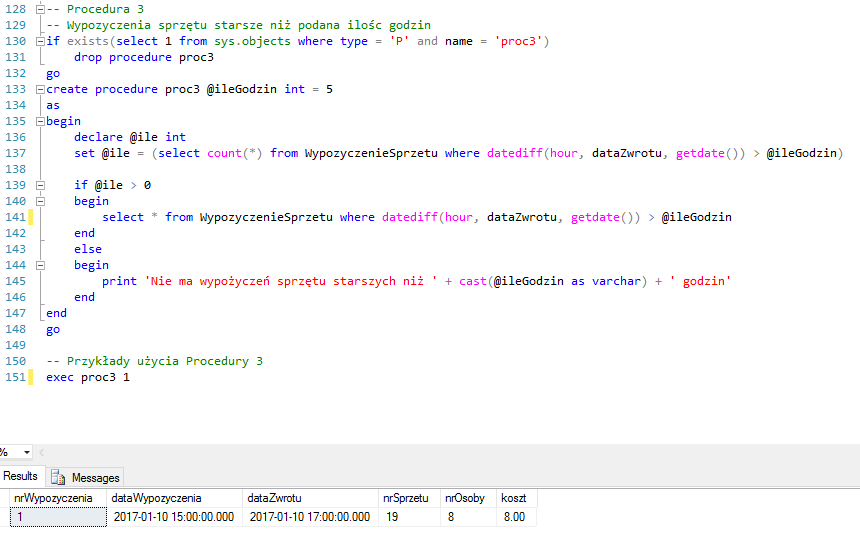 128 -- Procedura 3
129 -- Wypozyczenia sprzętu starsze niż podana ilośc godzin
130 if exists(select 1 from sys.objects where type = 'P' and name = 'proc3')
131 drop procedure proc3
132 go
133 create procedure proc3 @ileGodzin int = 5
134 as
135 begin
136 declare @ile int
137 set @ile = (select count(*) from WypozyczenieSprzetu where datediff(hour, dataZwrotu, getdate()) > @ileGodzin)
138
139 if @ile > 0
140 begin
141 select * from WypozyczenieSprzetu where datediff(hour, dataZwrotu, getdate()) > @ileGodzin
142 end
143 else
144 begin
145 print 'Nie ma wypożyczeń sprzętu starszych niż ' + cast(@ileGodzin as varchar) + ' godzin'
146 end
147 end
148 go
149
150 -- Przykłady użycia Procedury 3
151 exec proc3 1
%
Results Messages
nrWypozyczenia dataWypozyczenia dataZwrotu nrSprzetu nrOsoby koszt
1 2017-01-10 15:00:00.000 2017-01-10 17:00:00.000 19 8 8.00